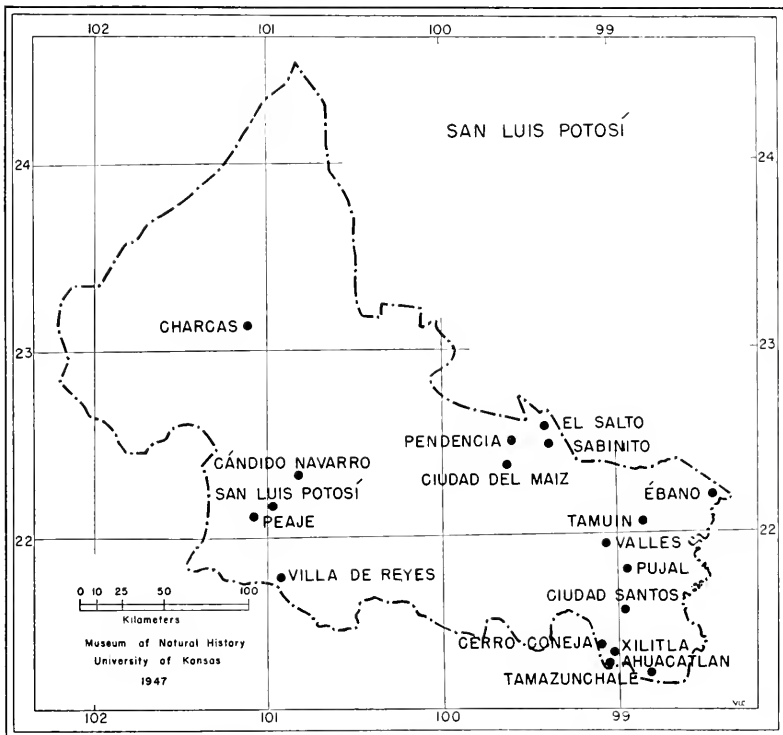 102 101 100 99
SAN LUIS POTOSÍ
24 24
CHARCAS
23 23
EL SALTO
PENDENCIA SABINITO
CÁNDIDO NAVARRO CIUDAD DEL MAIZ
SAN LUIS POTOSÍ ÉBANO
PEAJE TAMUIN
22 22
VALLES
VILLA DE REYES PUJAL
CIUDAD SANTOS
0 10 25 50 100
Kilometers
CERRO CONEJA XILITLA
Museum of Natural History
University of Kansas
AHUACATLAN
TAMAZUNCHALE
1947
102 101 100 99